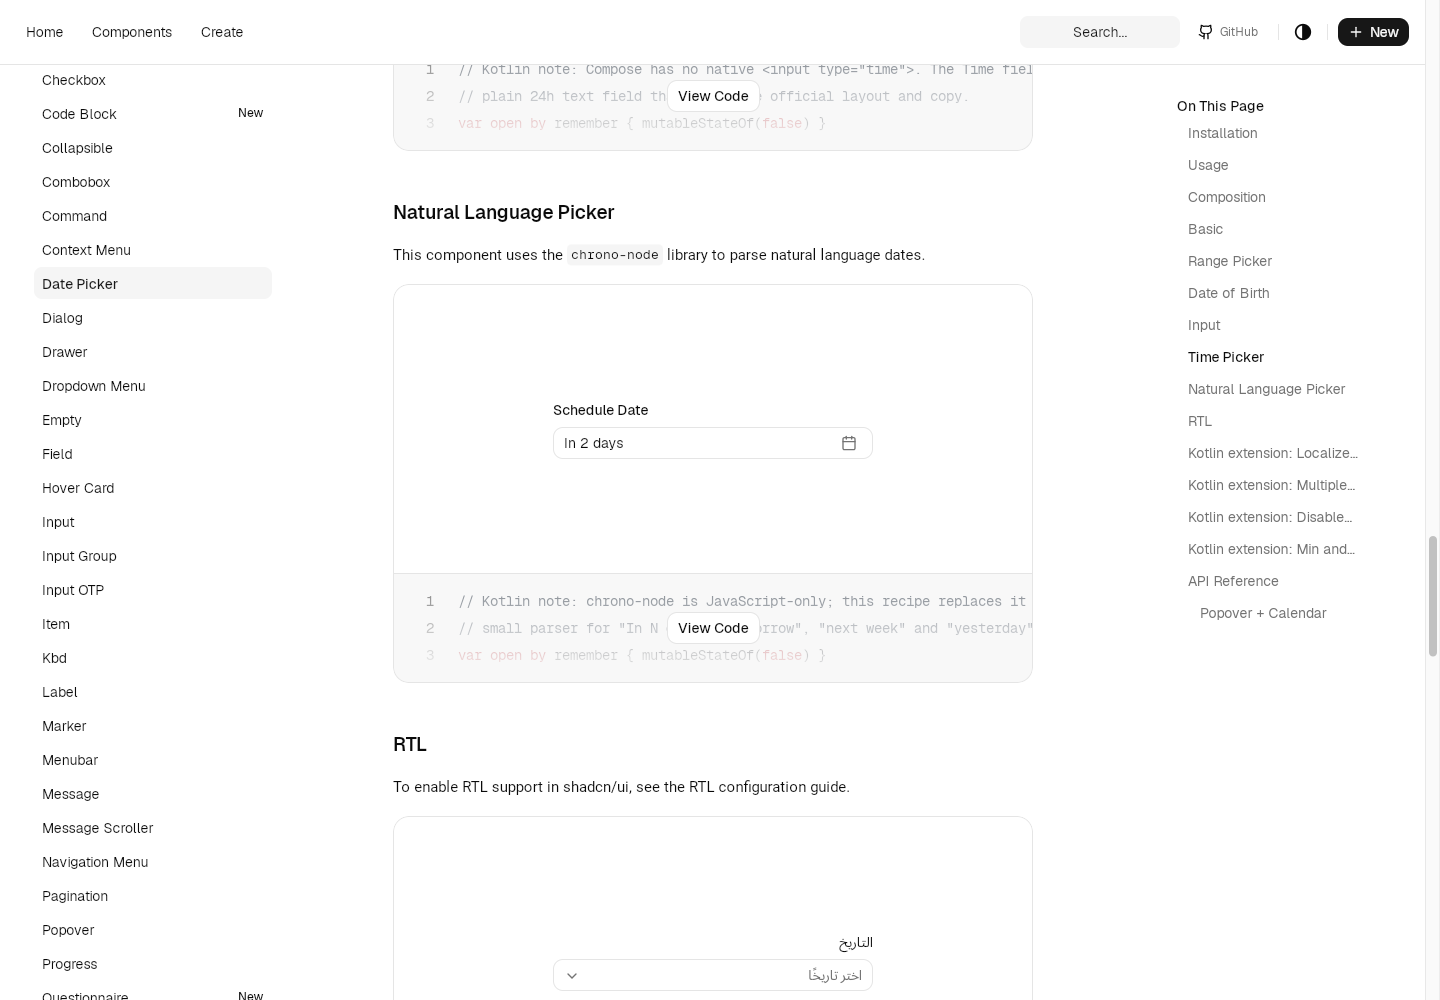 Home
Components
Create
Search...
GitHub
New
Checkbox
Code Block
New
Collapsible
Combobox
Command
Context Menu
Date Picker
Dialog
Drawer
Dropdown Menu
Empty
Field
Hover Card
Input
Input Group
Input OTP
Item
Kbd
Label
Marker
Menubar
Message
Message Scroller
Navigation Menu
Pagination
Popover
Progress
Questionnaire
New
1 // Kotlin note: Compose has no native <input type="time">. The Time fiel
2 // plain 24h text field th
View Code
official layout and copy.
3 var open by remember { mutableStateOf(false) }
Natural Language Picker
This component uses the chrono-node library to parse natural language dates.
Schedule Date
In 2 days
1 // Kotlin note: chrono-node is JavaScript-only; this recipe replaces it
2 // small parser for "In N
View Code
rrow", "next week" and "yesterday"
3 var open by remember { mutableStateOf(false) }
RTL
To enable RTL support in shadcn/ui, see the RTL configuration guide.
التاريخ
اختر تاريخًا
On This Page
Installation
Usage
Composition
Basic
Range Picker
Date of Birth
Input
Time Picker
Natural Language Picker
RTL
Kotlin extension: Localize...
Kotlin extension: Multiple...
Kotlin extension: Disable...
Kotlin extension: Min and...
API Reference
Popover + Calendar